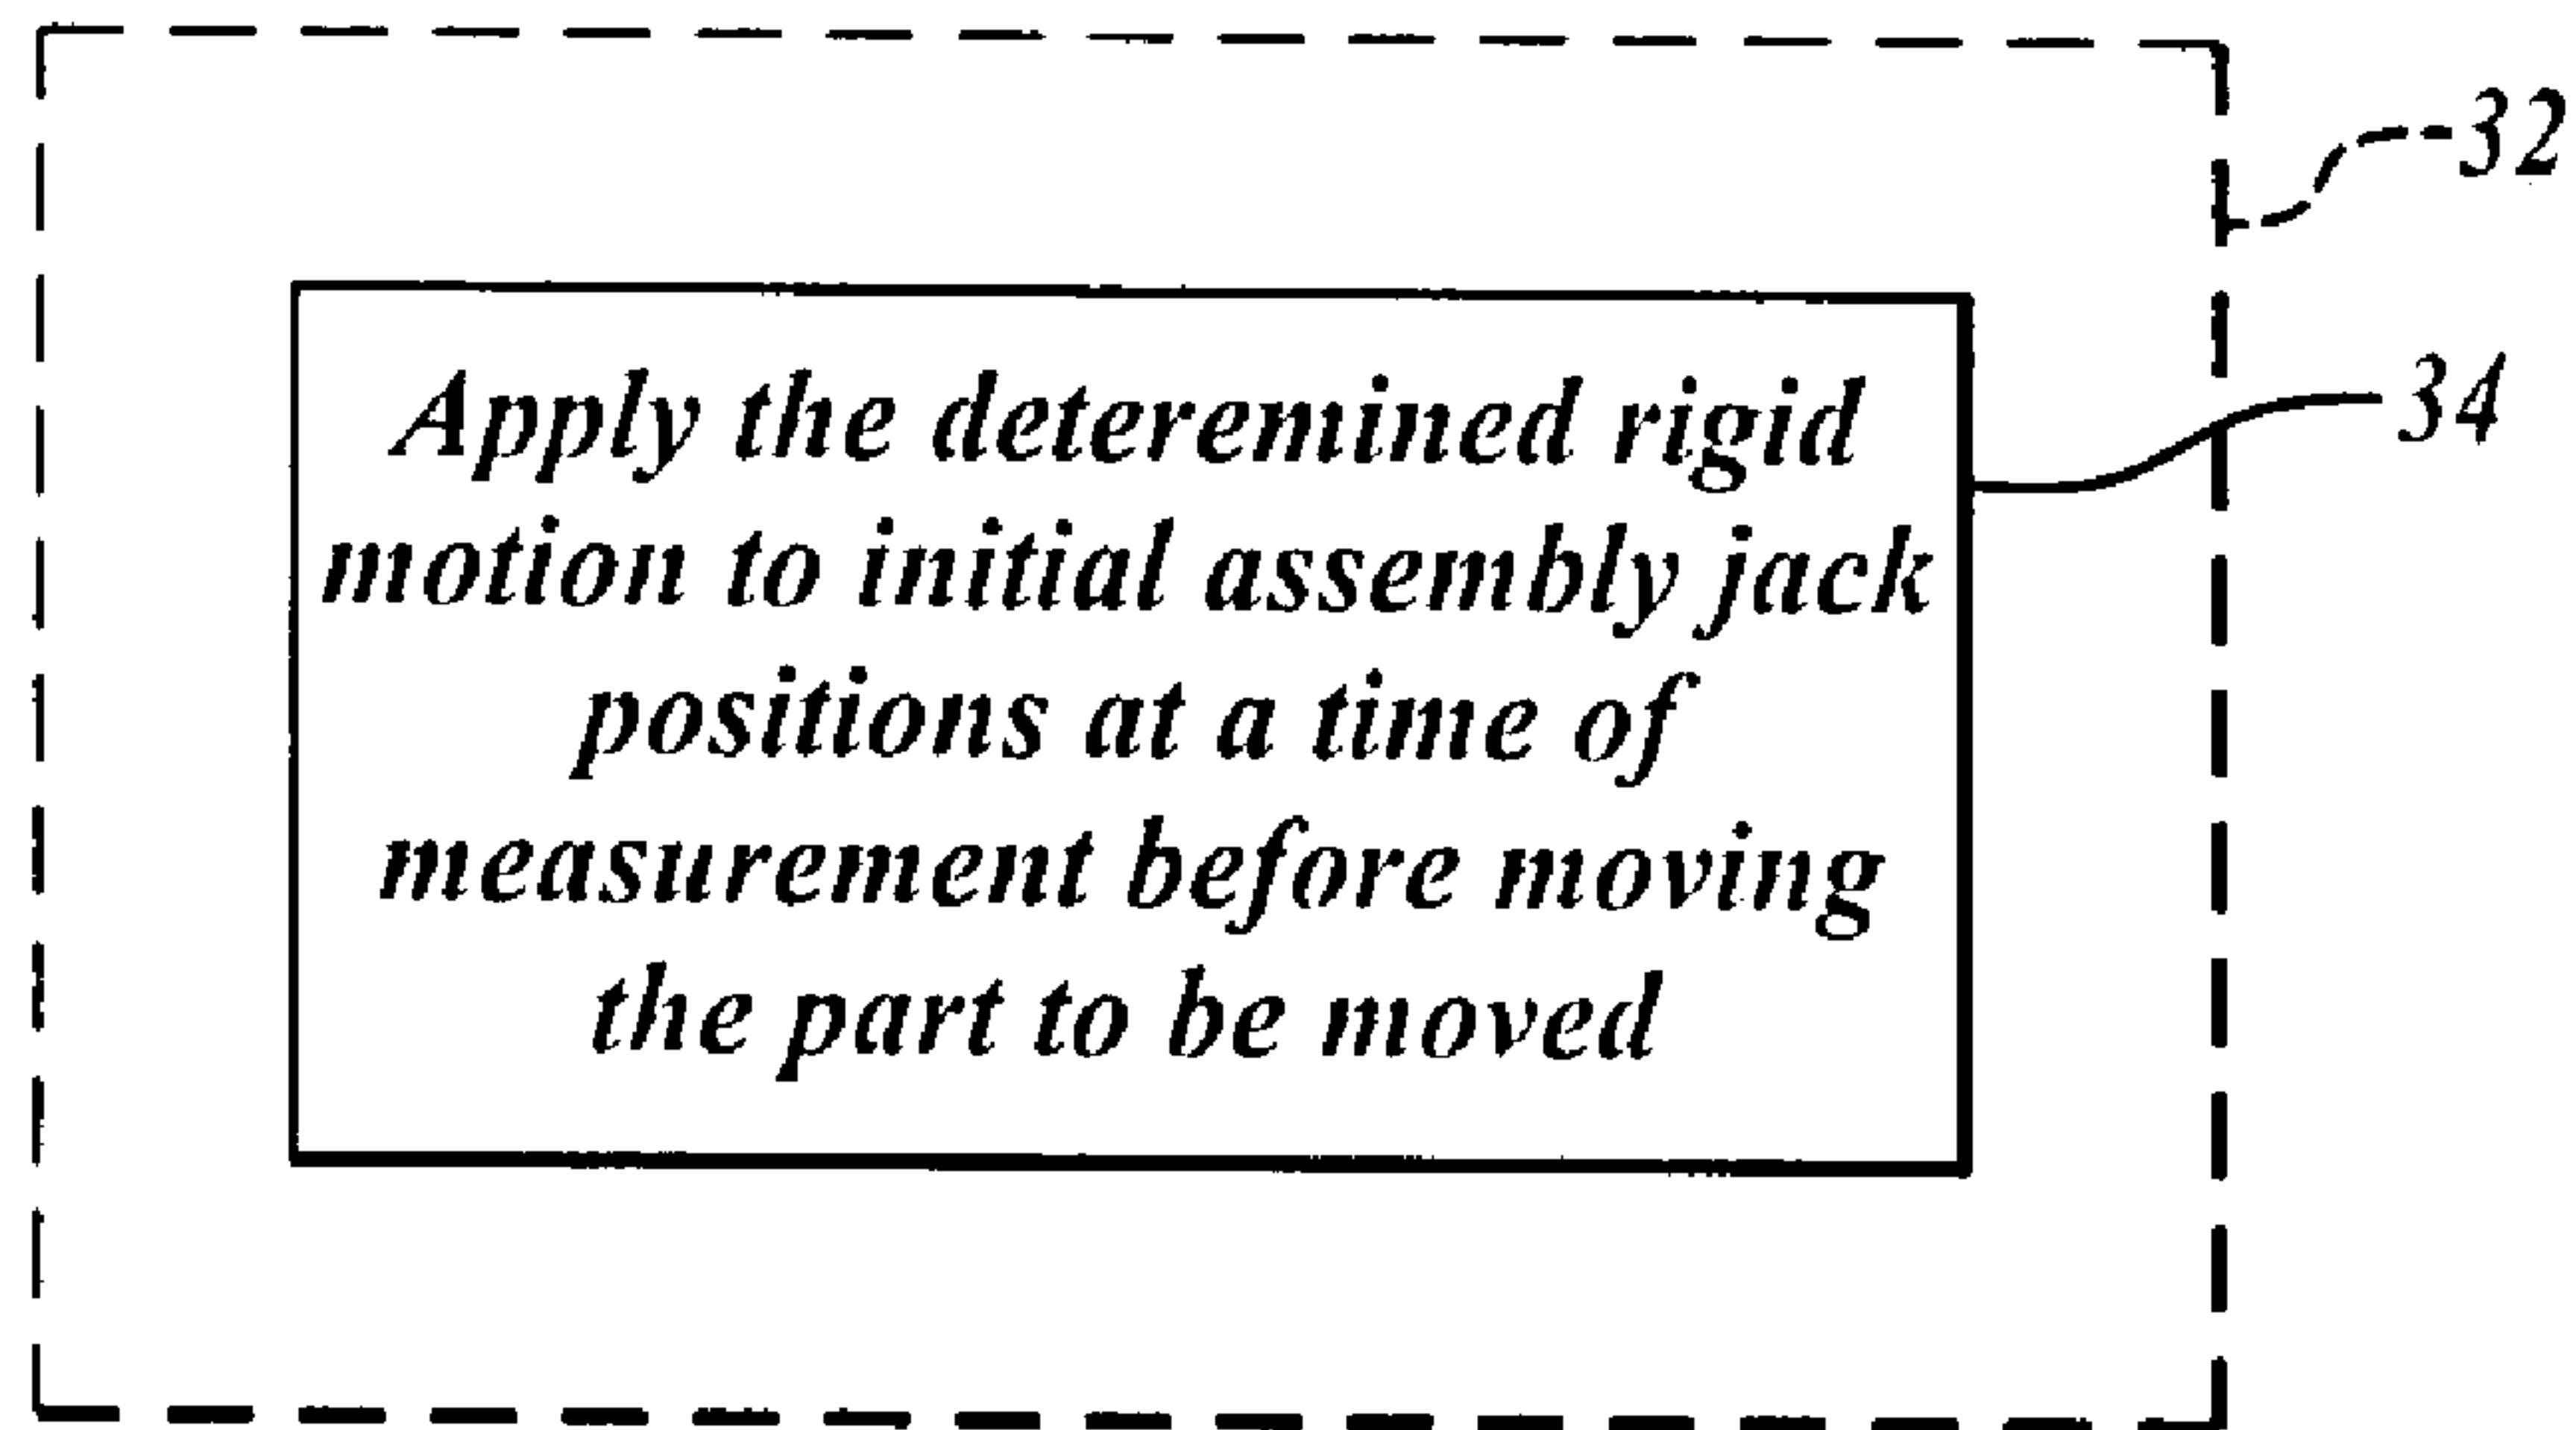 32
Apply the deteremined rigid
motion to initial assembly jack
positions at a time of
measurement before moving
the part to be moved
34